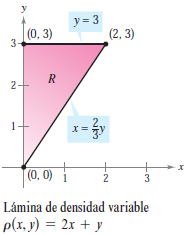 y
y = 3
(0, 3)
(2, 3)
3
2
R
1
x = 2/3 y
(0, 0)
1
2
3
x
Lámina de densidad variable
ρ(x, y) = 2x + y